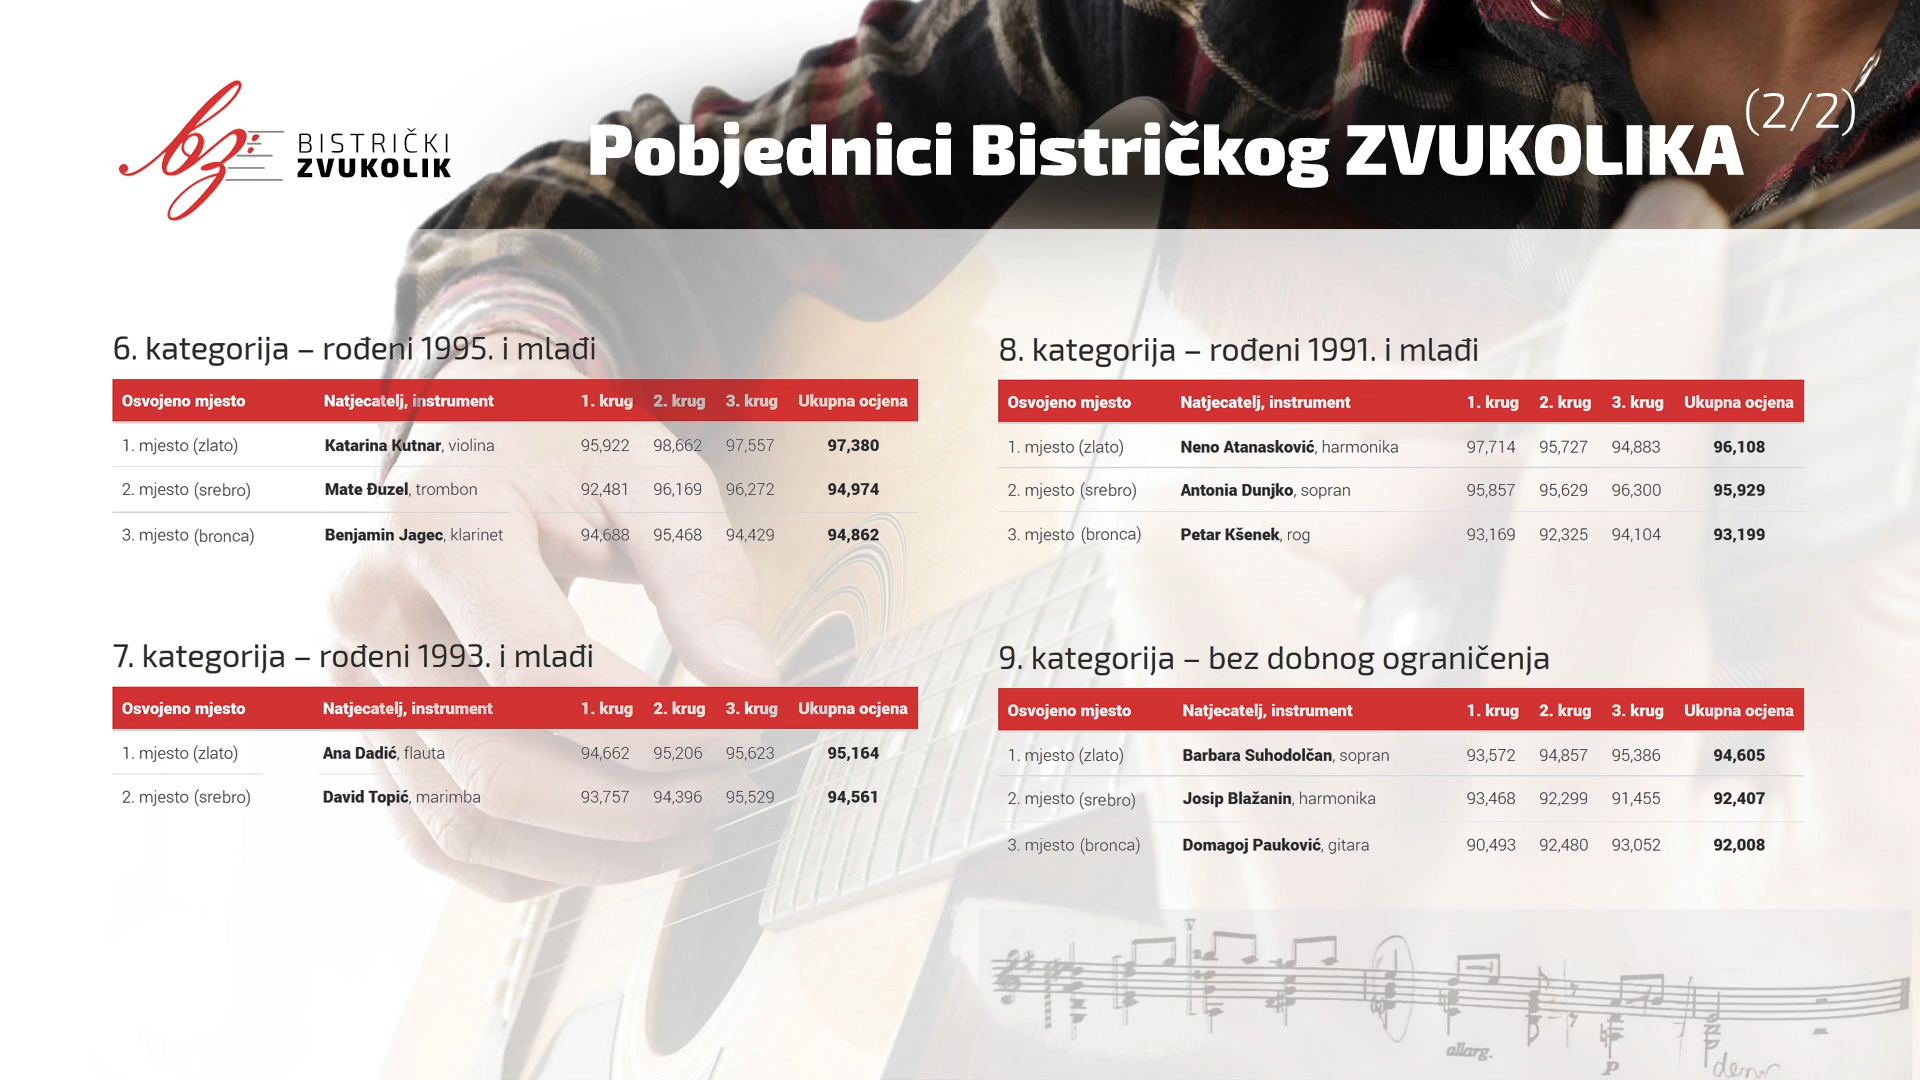 BISTRIČKI
ZVUKOLIK
Pobjednici Bistričkog ZVUKOLIKA (2/2)
6. kategorija – rođeni 1995. i mlađi
Osvojeno mjesto Natjecatelj, instrument 1. krug 2. krug 3. krug Ukupna ocjena
1. mjesto (zlato) Katarina Kutnar, violina 95,922 98,662 97,557 97,380
2. mjesto (srebro) Mate Đuzel, trombon 92,481 96,169 96,272 94,974
3. mjesto (bronca) Benjamin Jagec, klarinet 94,688 95,468 94,429 94,862
7. kategorija – rođeni 1993. i mlađi
Osvojeno mjesto Natjecatelj, instrument 1. krug 2. krug 3. krug Ukupna ocjena
1. mjesto (zlato) Ana Dadić, flauta 94,662 95,206 95,623 95,164
2. mjesto (srebro) David Topić, marimba 93,757 94,396 95,529 94,561
8. kategorija – rođeni 1991. i mlađi
Osvojeno mjesto Natjecatelj, instrument 1. krug 2. krug 3. krug Ukupna ocjena
1. mjesto (zlato) Neno Atanasković, harmonika 97,714 95,727 94,883 96,108
2. mjesto (srebro) Antonia Dunjko, sopran 95,857 95,629 96,300 95,929
3. mjesto (bronca) Petar Kšenek, rog 93,169 92,325 94,104 93,199
9. kategorija – bez dobnog ograničenja
Osvojeno mjesto Natjecatelj, instrument 1. krug 2. krug 3. krug Ukupna ocjena
1. mjesto (zlato) Barbara Suhodolčan, sopran 93,572 94,857 95,386 94,605
2. mjesto (srebro) Josip Blažanin, harmonika 93,468 92,299 91,455 92,407
3. mjesto (bronca) Domagoj Pauković, gitara 90,493 92,480 93,052 92,008
allarg.
p